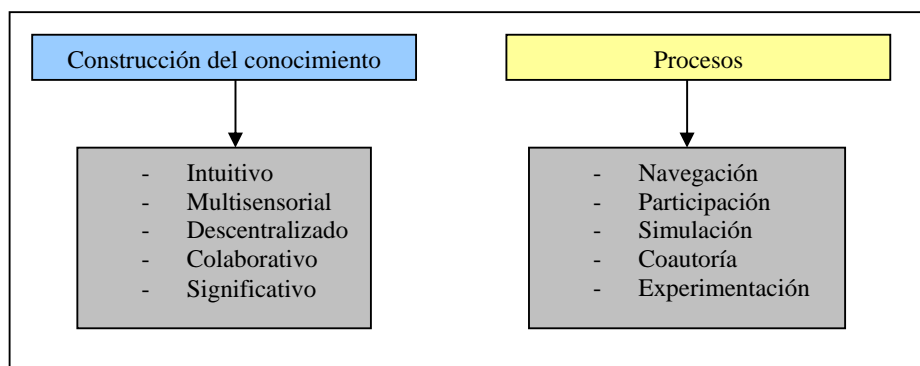 Construcción del conocimiento
- Intuitivo
- Multisensorial
- Descentralizado
- Colaborativo
- Significativo
Procesos
- Navegación
- Participación
- Simulación
- Coautoría
- Experimentación